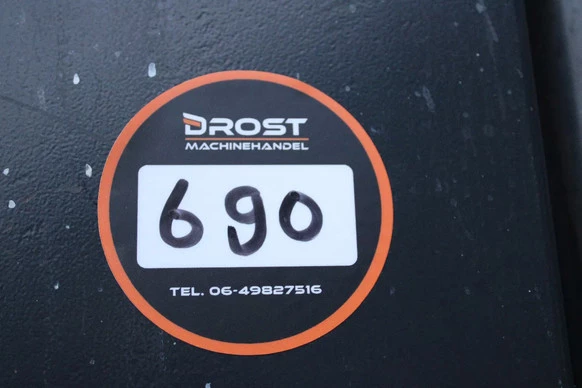 DROST
MACHINEHANDEL
690
TEL. 06-49827516